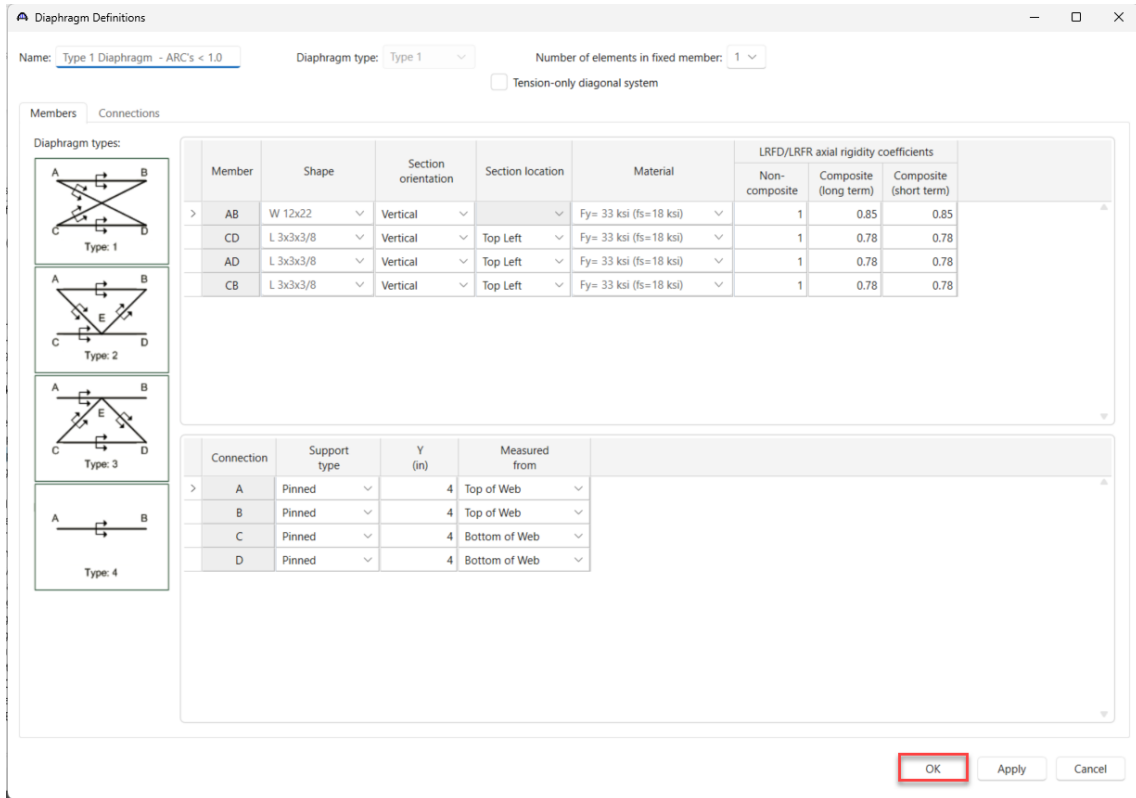 Diaphragm Definitions
Name: Type 1 Diaphragm - ARC's < 1.0 Diaphragm type: Type 1 Number of elements in fixed member: 1
Tension-only diagonal system
Members Connections
Diaphragm types:
A B
C D
Type: 1
A B
E
C D
Type: 2
A B
E
C D
Type: 3
A B
Type: 4
LRFD/LRFR axial rigidity coefficients
Member Shape Section orientation Section location Material Non-composite Composite (long term) Composite (short term)
> AB W 12x22 Vertical Fy= 33 ksi (fs=18 ksi) 1 0.85 0.85
CD L 3x3x3/8 Vertical Top Left Fy= 33 ksi (fs=18 ksi) 1 0.78 0.78
AD L 3x3x3/8 Vertical Top Left Fy= 33 ksi (fs=18 ksi) 1 0.78 0.78
CB L 3x3x3/8 Vertical Top Left Fy= 33 ksi (fs=18 ksi) 1 0.78 0.78
Connection Support type Y (in) Measured from
> A Pinned 4 Top of Web
B Pinned 4 Top of Web
C Pinned 4 Bottom of Web
D Pinned 4 Bottom of Web
OK Apply Cancel